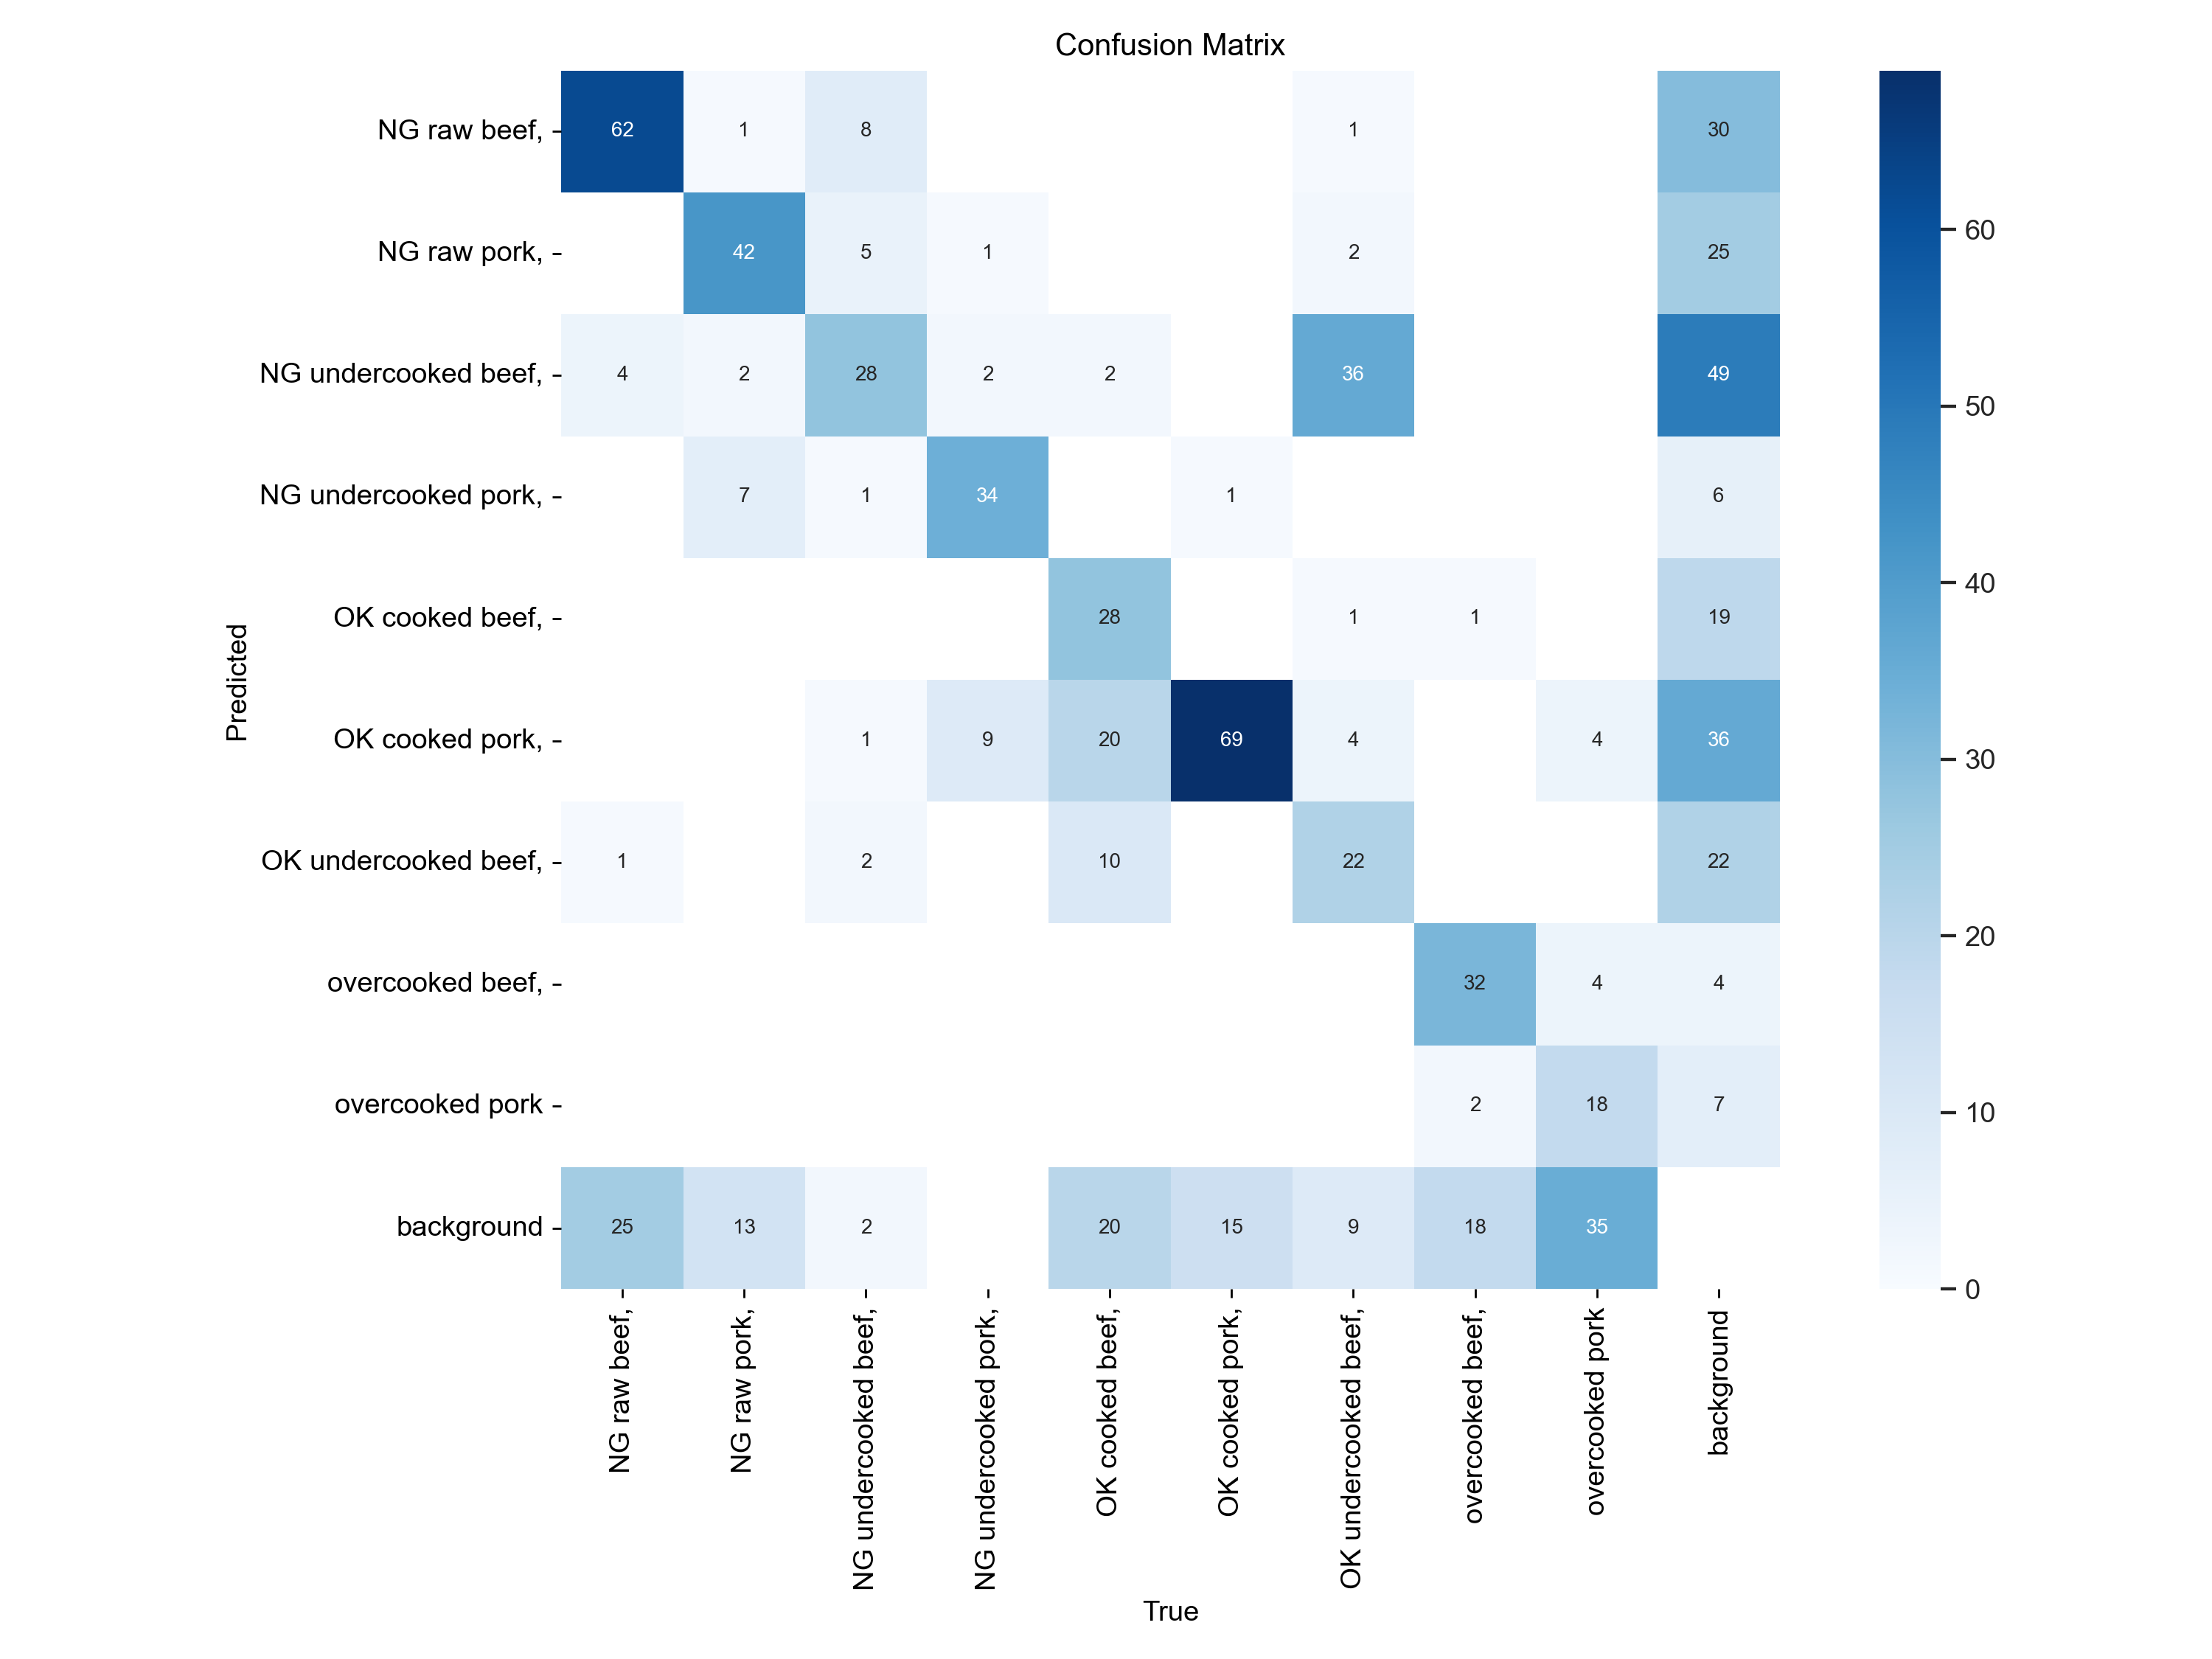 Confusion Matrix
NG raw beef, 62 1 8 1 30
NG raw pork, 42 5 1 2 25
NG undercooked beef, 4 2 28 2 2 36 49
NG undercooked pork, 7 1 34 1 6
OK cooked beef, 28 1 1 19
OK cooked pork, 1 9 20 69 4 4 36
OK undercooked beef, 1 2 10 22 22
overcooked beef, 32 4 4
overcooked pork 2 18 7
background 25 13 2 20 15 9 18 35
Predicted
NG raw beef,
NG raw pork,
NG undercooked beef,
NG undercooked pork,
OK cooked beef,
OK cooked pork,
OK undercooked beef,
overcooked beef,
overcooked pork
background
True
60
50
40
30
20
10
0